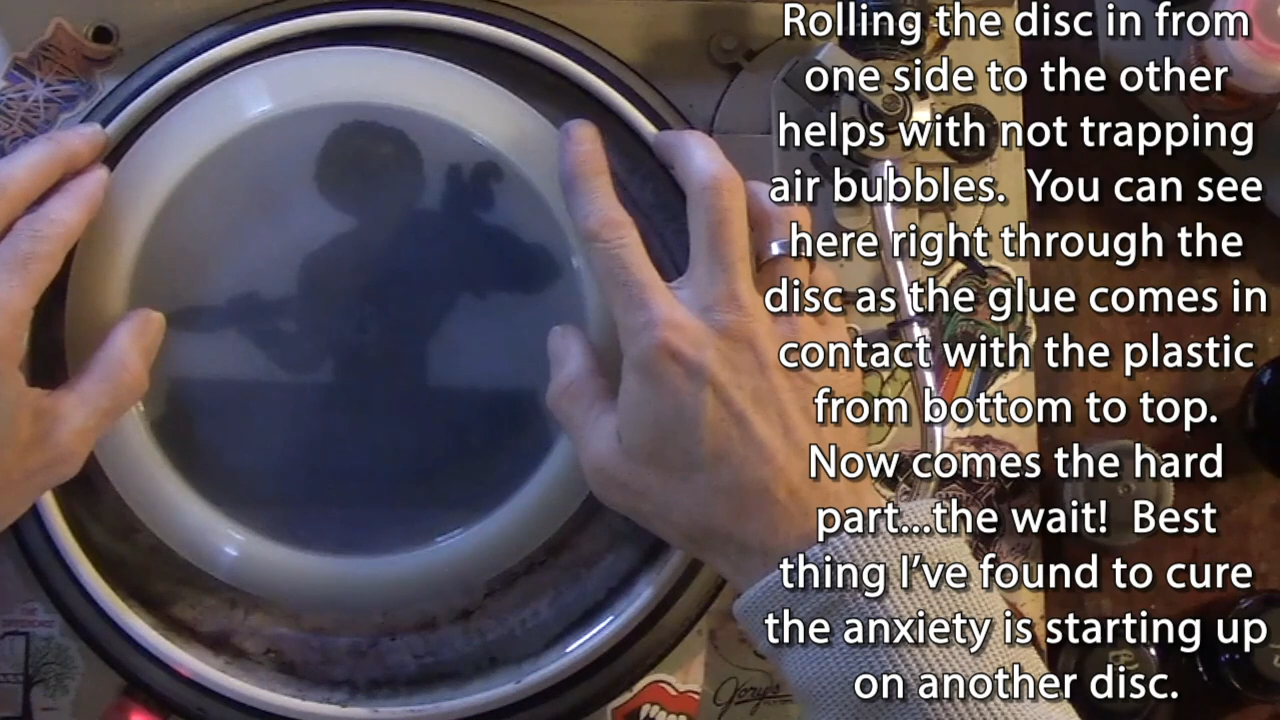 Rolling the disc in from
one side to the other
helps with not trapping
air bubbles. You can see
here right through the
disc as the glue comes in
contact with the plastic
from bottom to top.
Now comes the hard
part...the wait! Best
thing I've found to cure
the anxiety is starting up
on another disc.